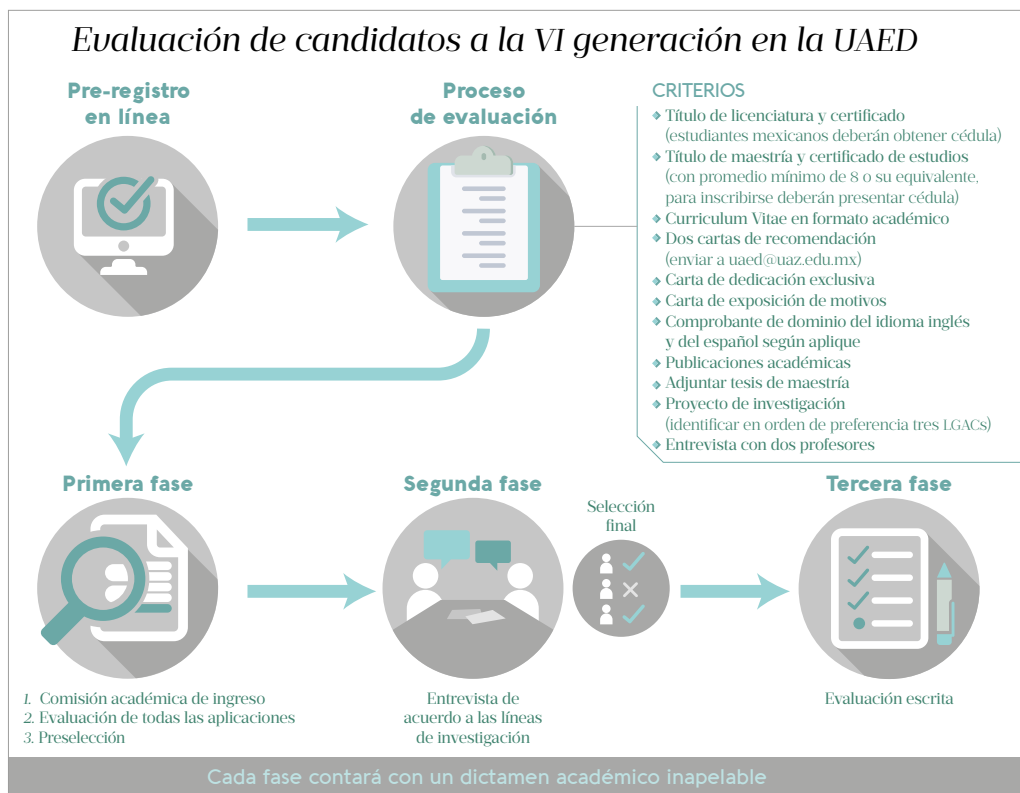 Evaluación de candidatos a la VI generación en la UAED
Pre-registro
en línea
Proceso
de evaluación
CRITERIOS
Título de licenciatura y certificado
(estudiantes mexicanos deberán obtener cédula)
Título de maestría y certificado de estudios
(con promedio mínimo de 8 o su equivalente,
para inscribirse deberán presentar cédula)
Curriculum Vitae en formato académico
Dos cartas de recomendación
(enviar a uaed@uaz.edu.mx)
Carta de dedicación exclusiva
Carta de exposición de motivos
Comprobante de dominio del idioma inglés
y del español según aplique
Publicaciones académicas
Adjuntar tesis de maestría
Proyecto de investigación
(identificar en orden de preferencia tres LGACs)
Entrevista con dos profesores
Primera fase
1. Comisión académica de ingreso
2. Evaluación de todas las aplicaciones
3. Preselección
Segunda fase
Entrevista de
acuerdo a las líneas
de investigación
Selección
final
Tercera fase
Evaluación escrita
Cada fase contará con un dictamen académico inapelable